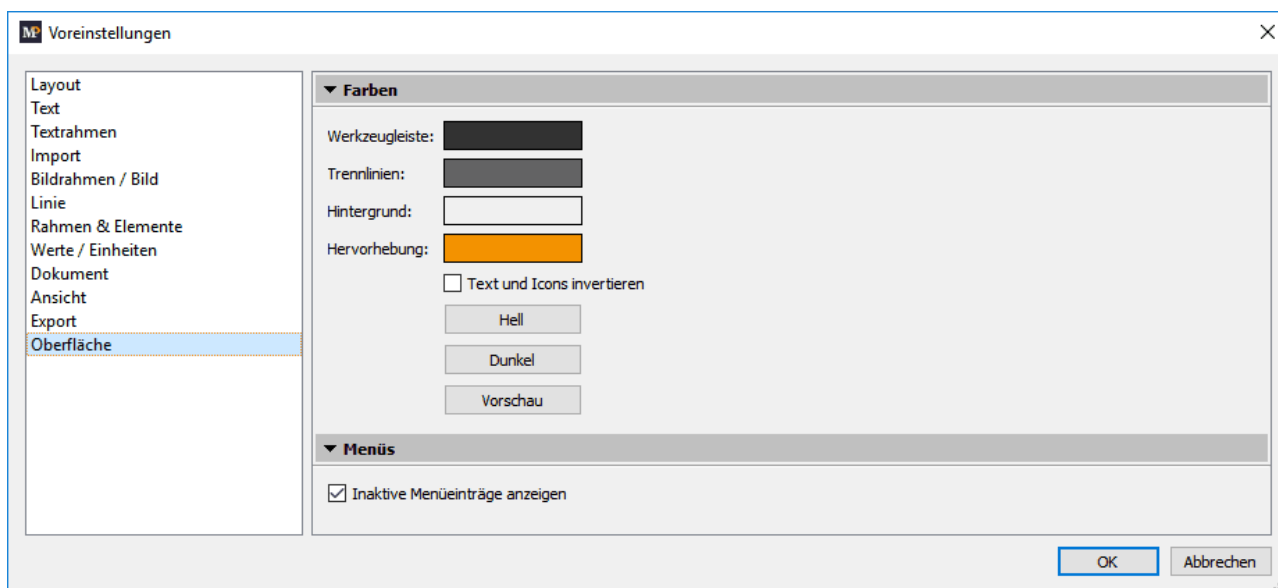 MP Voreinstellungen
Layout
Text
Textrahmen
Import
Bildrahmen / Bild
Linie
Rahmen & Elemente
Werte / Einheiten
Dokument
Ansicht
Export
Oberfläche
Farben
Werkzeugleiste:
Trennlinien:
Hintergrund:
Hervorhebung:
Text und Icons invertieren
Hell
Dunkel
Vorschau
Menüs
Inaktive Menüeinträge anzeigen
OK Abbrechen